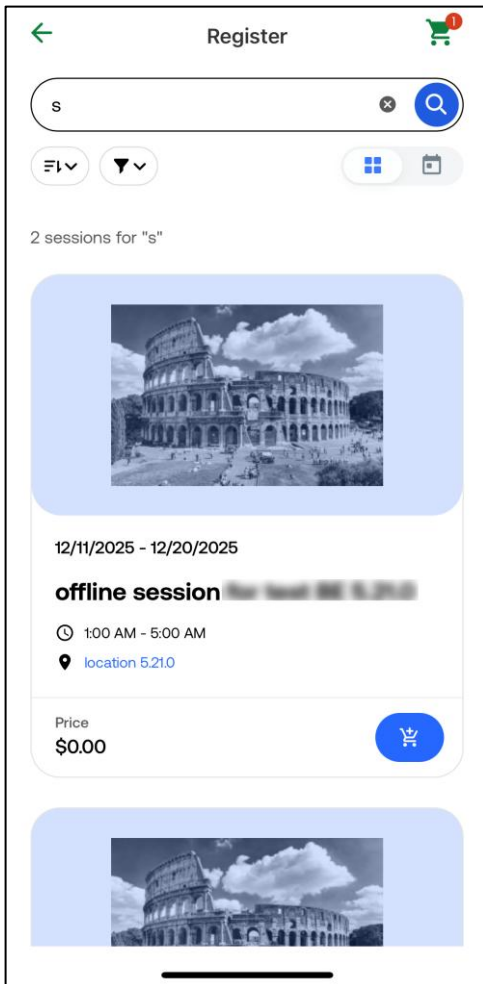 Register
1
s
2 sessions for "s"
12/11/2025 - 12/20/2025
offline session
1:00 AM - 5:00 AM
location 5.21.0
Price
$0.00